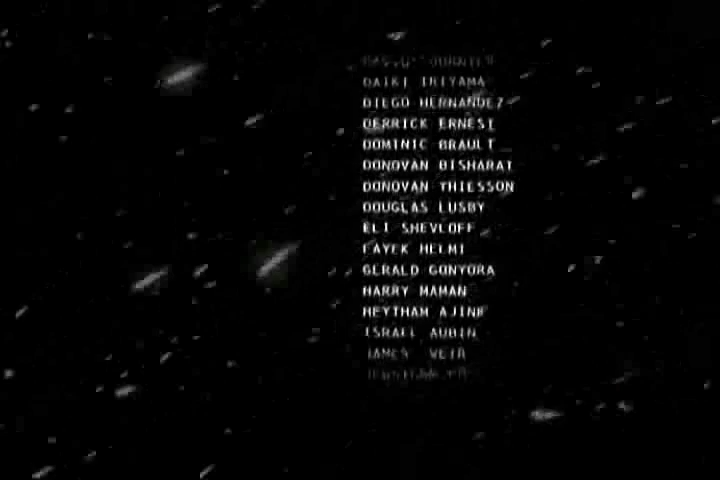 DAIKI IRIYAMA
DIEGO HERNANDEZ
DERRICK ERNEST
DOMINIC BRAULT
DONOVAN BISHARAT
DONOVAN THIESSON
DOUGLAS LUSBY
ELI SHEVLOFF
FAYEK HELMI
GERALD GONYORA
HARRY MAMAN
HEYTHAM AJINK
ISRAEL AUBIN
JAMES WEIR